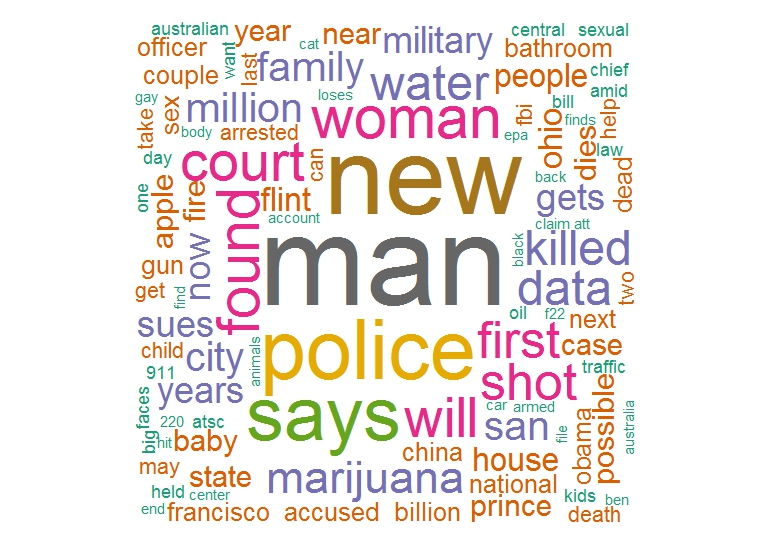 australian
year
near
cat
military
central
sexual
officer
want
last
family
water
bathroom
couple
people
chief
gay
take
sex
million
loses
woman
fbi
bill
amid
finds
help
body
arrested
epa
ohio
dies
law
day
court
can
new
back
dead
one
apple
fire
flint
gets
account
claim
att
found
man
black
killed
now
gun
get
find
data
two
oil
f22
next
sues
police
first
case
child
city
animals
traffic
911
years
shot
possible
faces
says
will
car
armed
san
file
obama
australia
220
atsc
big
hit
baby
china
house
may
state
marijuana
national
held
center
kids
ben
end
francisco
accused
billion
prince
death